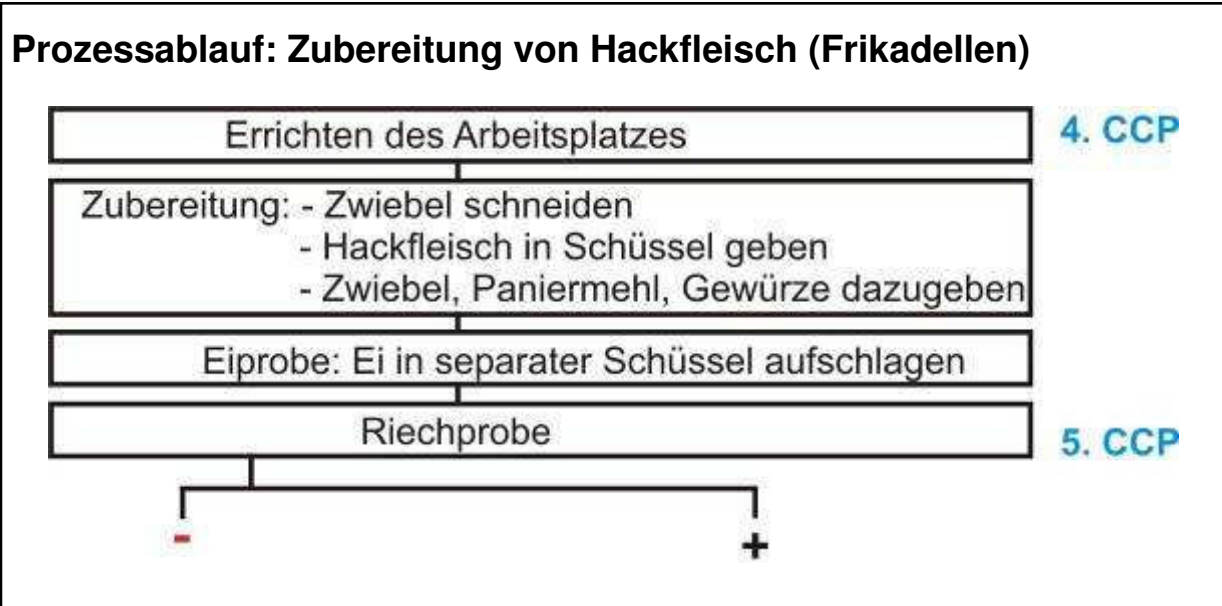 Prozessablauf: Zubereitung von Hackfleisch (Frikadellen)
Errichten des Arbeitsplatzes 4. CCP
Zubereitung: - Zwiebel schneiden
- Hackfleisch in Schüssel geben
- Zwiebel, Paniermehl, Gewürze dazugeben
Eiprobe: Ei in separater Schüssel aufschlagen
Riechprobe 5. CCP
- +